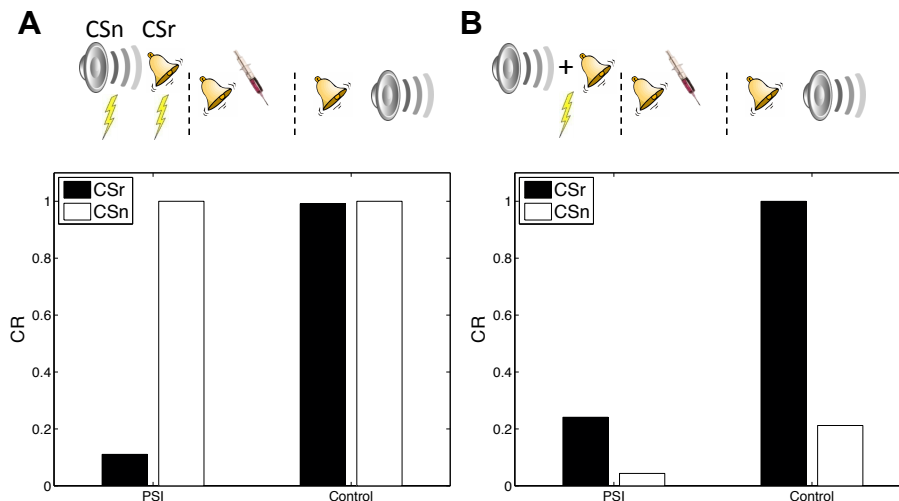 A
CSn CSr
CSr
CSn
1
0.8
0.6
0.4
0.2
0
CR
PSI Control
B
+
CSr
CSn
1
0.8
0.6
0.4
0.2
0
CR
PSI Control